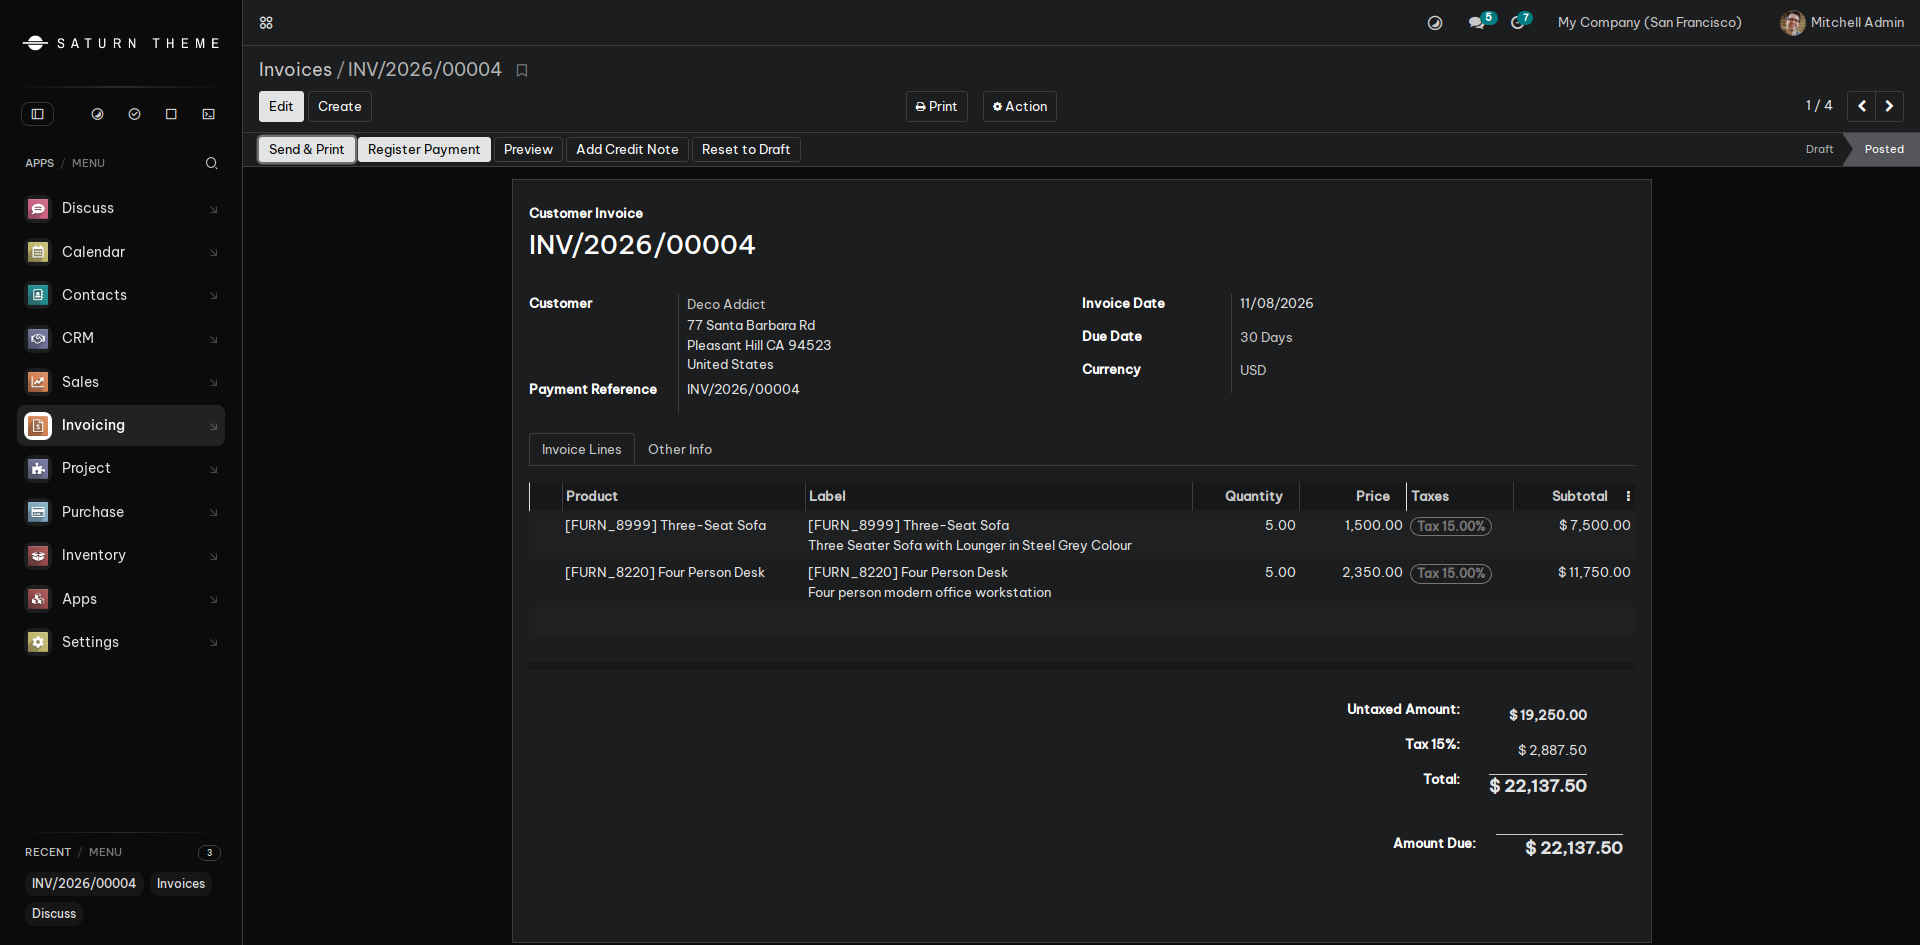 SATURN THEME
APPS / MENU
Discuss
Calendar
Contacts
CRM
Sales
Invoicing
Project
Purchase
Inventory
Apps
Settings
RECENT / MENU 3
INV/2026/00004 Invoices
Discuss
5 7 My Company (San Francisco) Mitchell Admin
Invoices / INV/2026/00004
Edit Create Print Action 1 / 4
Send & Print Register Payment Preview Add Credit Note Reset to Draft Draft Posted
Customer Invoice
INV/2026/00004
Customer Deco Addict
77 Santa Barbara Rd
Pleasant Hill CA 94523
United States
Payment Reference INV/2026/00004
Invoice Date 11/08/2026
Due Date 30 Days
Currency USD
Invoice Lines Other Info
Product Label Quantity Price Taxes Subtotal
[FURN_8999] Three-Seat Sofa [FURN_8999] Three-Seat Sofa 5.00 1,500.00 Tax 15.00% $ 7,500.00
Three Seater Sofa with Lounger in Steel Grey Colour
[FURN_8220] Four Person Desk [FURN_8220] Four Person Desk 5.00 2,350.00 Tax 15.00% $ 11,750.00
Four person modern office workstation
Untaxed Amount: $ 19,250.00
Tax 15%: $ 2,887.50
Total: $ 22,137.50
Amount Due: $ 22,137.50